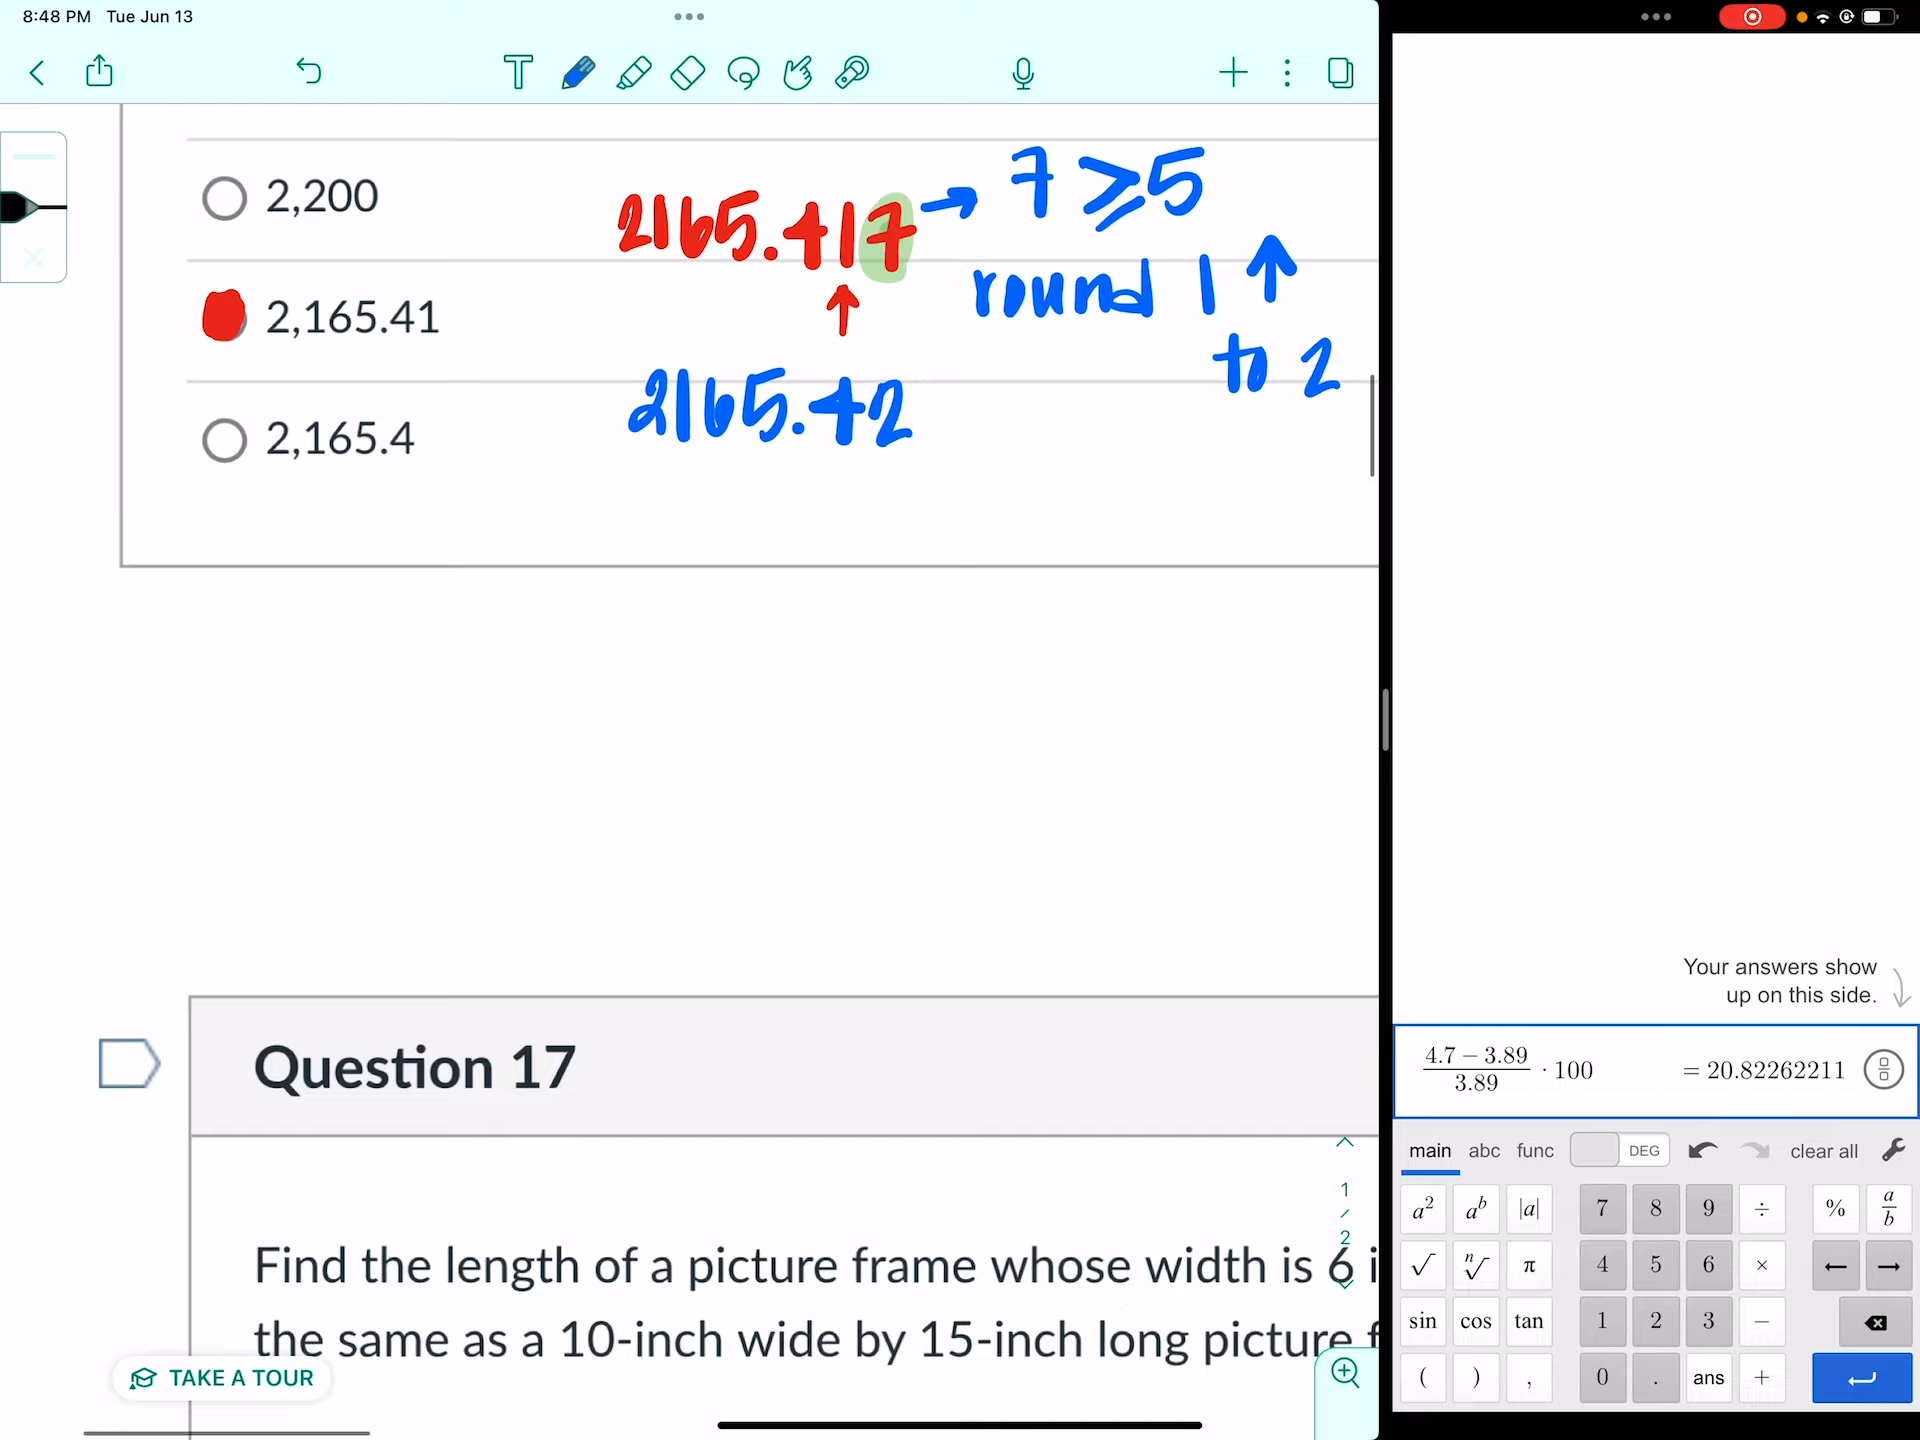 8:48 PM Tue Jun 13
2,200
2165.417 → 7 ≥ 5
round 1 ↑
to 2
2,165.41
2165.42
2,165.4
Question 17
Find the length of a picture frame whose width is 6 i
the same as a 10-inch wide by 15-inch long picture f
TAKE A TOUR
1
/
2
Your answers show
up on this side.
(4.7 − 3.89)/3.89 · 100 = 20.82262211
main abc func DEG clear all
a² aᵇ |a| 7 8 9 ÷ % a/b
√ ⁿ√ π 4 5 6 × ← →
sin cos tan 1 2 3 −
( ) , 0 . ans +